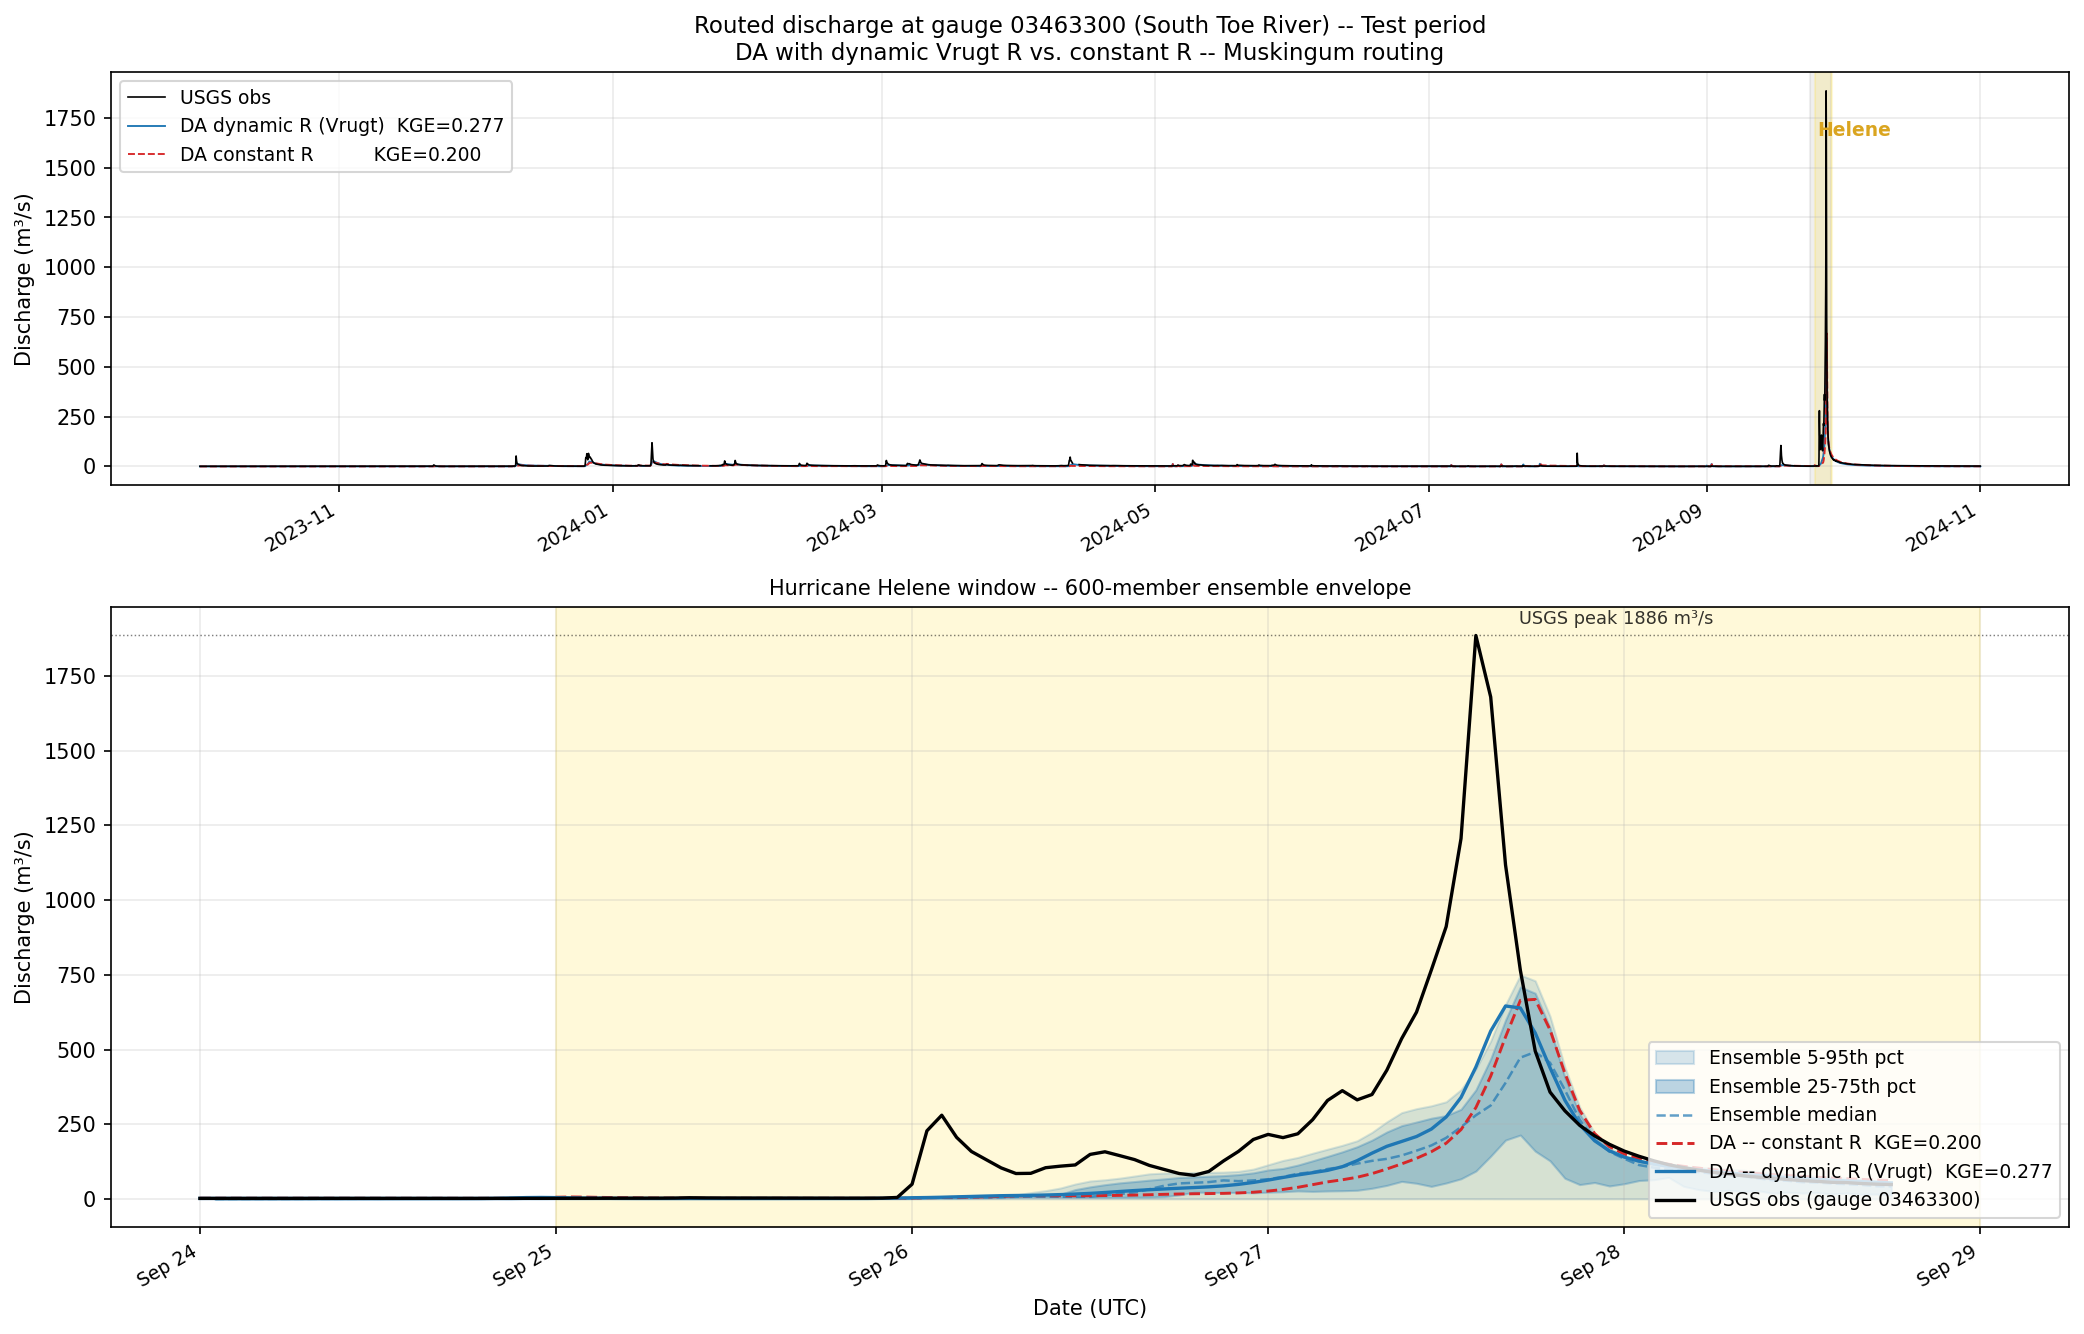 Routed discharge at gauge 03463300 (South Toe River) -- Test period
DA with dynamic Vrugt R vs. constant R -- Muskingum routing
USGS obs
DA dynamic R (Vrugt)  KGE=0.277
DA constant R           KGE=0.200
Helene
Discharge (m³/s)
1750
1500
1250
1000
750
500
250
0
2023-11
2024-01
2024-03
2024-05
2024-07
2024-09
2024-11
Hurricane Helene window -- 600-member ensemble envelope
USGS peak 1886 m³/s
Discharge (m³/s)
1750
1500
1250
1000
750
500
250
0
Ensemble 5-95th pct
Ensemble 25-75th pct
Ensemble median
DA -- constant R  KGE=0.200
DA -- dynamic R (Vrugt)  KGE=0.277
USGS obs (gauge 03463300)
Sep 24
Sep 25
Sep 26
Sep 27
Sep 28
Sep 29
Date (UTC)